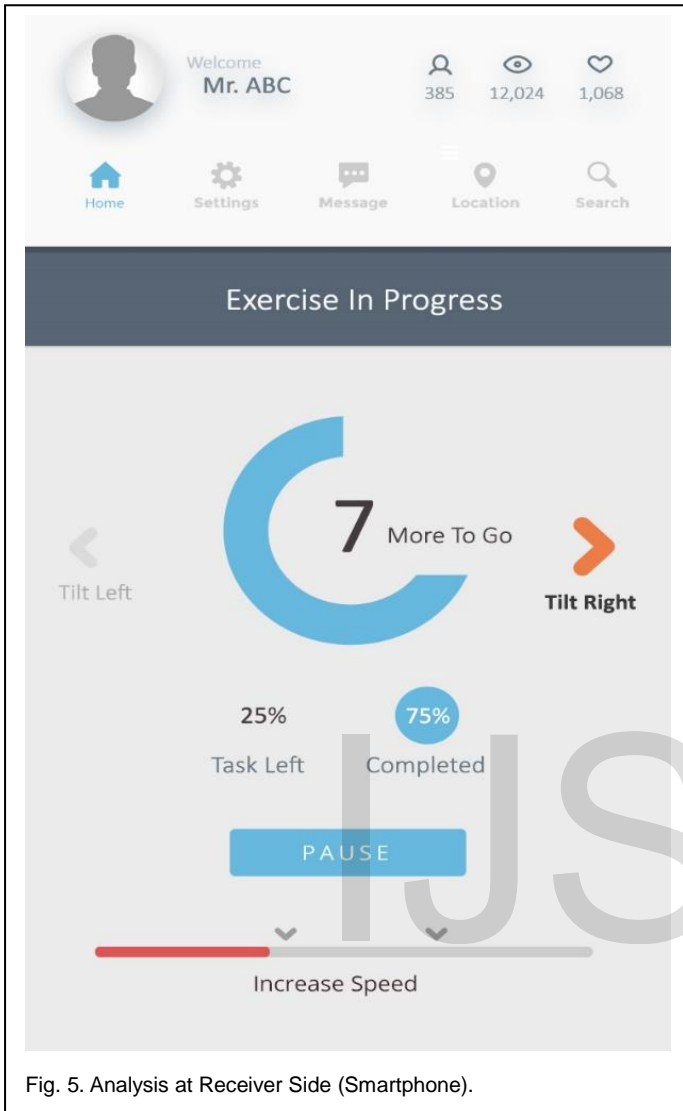 Welcome
Mr. ABC
385 12,024 1,068
Home Settings Message Location Search
Exercise In Progress
7 More To Go
Tilt Left Tilt Right
25% 75%
Task Left Completed
PAUSE
Increase Speed
IJS
Fig. 5. Analysis at Receiver Side (Smartphone).